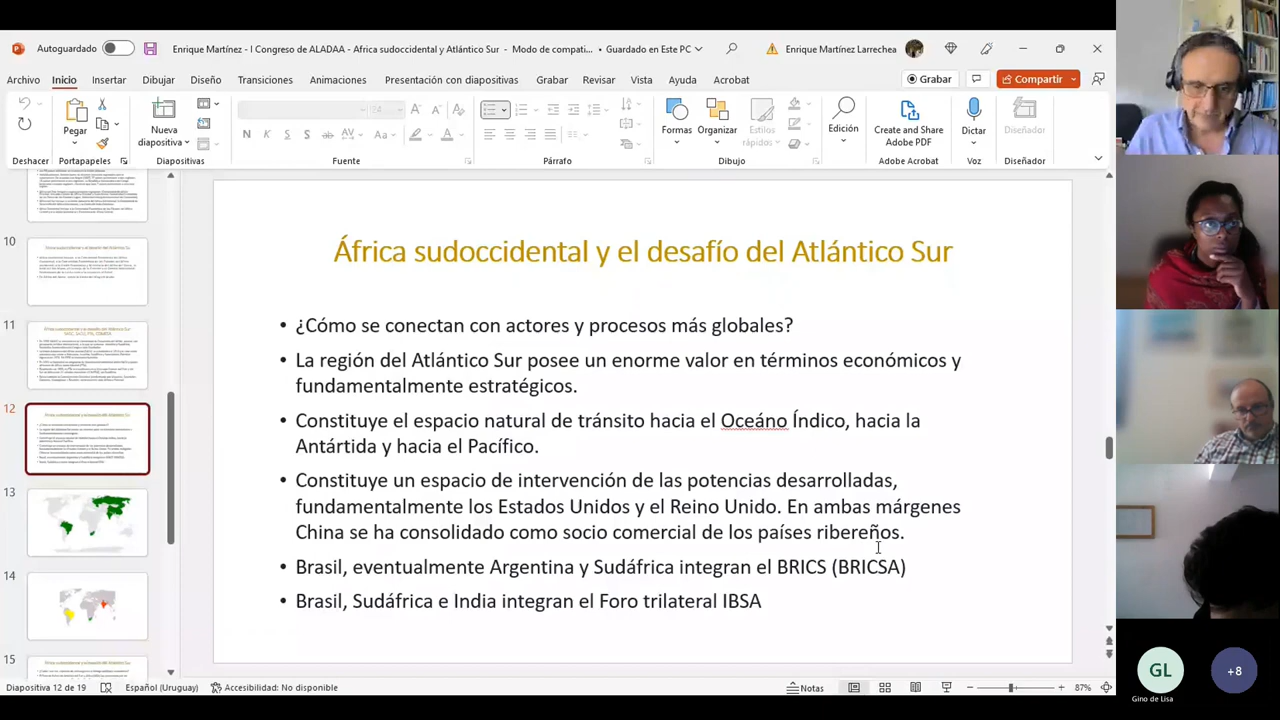 Autoguardado
Enrique Martínez - I Congreso de ALADAA - Africa sudoccidental y Atlántico Sur - Modo de compati... • Guardado en Este PC
Enrique Martínez Larrechea
Archivo Inicio Insertar Dibujar Diseño Transiciones Animaciones Presentación con diapositivas Grabar Revisar Vista Ayuda Acrobat
Grabar
Compartir
Pegar
Nueva
diapositiva
N K S S ab AV Aa
Formas
Organizar
Estilos
rápidos
Edición
Create and Share
Adobe PDF
Dictar
Diseñador
Deshacer Portapapeles Diapositivas Fuente Párrafo Dibujo Adobe Acrobat Voz Diseñador
10
11
12
13
14
15
África sudoccidental y el desafío del Atlántico Sur
• ¿Cómo se conectan con actores y procesos más globales?
• La región del Atlántico Sur posee un enorme valor en términos económicos y
fundamentalmente estratégicos.
• Constituye el espacio natural de tránsito hacia el Oceáno Índico, hacia la
Antártida y hacia el Pacífico.
• Constituye un espacio de intervención de las potencias desarrolladas,
fundamentalmente los Estados Unidos y el Reino Unido. En ambas márgenes
China se ha consolidado como socio comercial de los países ribereños.
• Brasil, eventualmente Argentina y Sudáfrica integran el BRICS (BRICSA)
• Brasil, Sudáfrica e India integran el Foro trilateral IBSA
Diapositiva 12 de 19
Español (Uruguay)
Accesibilidad: No disponible
Notas
87%
GL
Gino de Lisa
+8